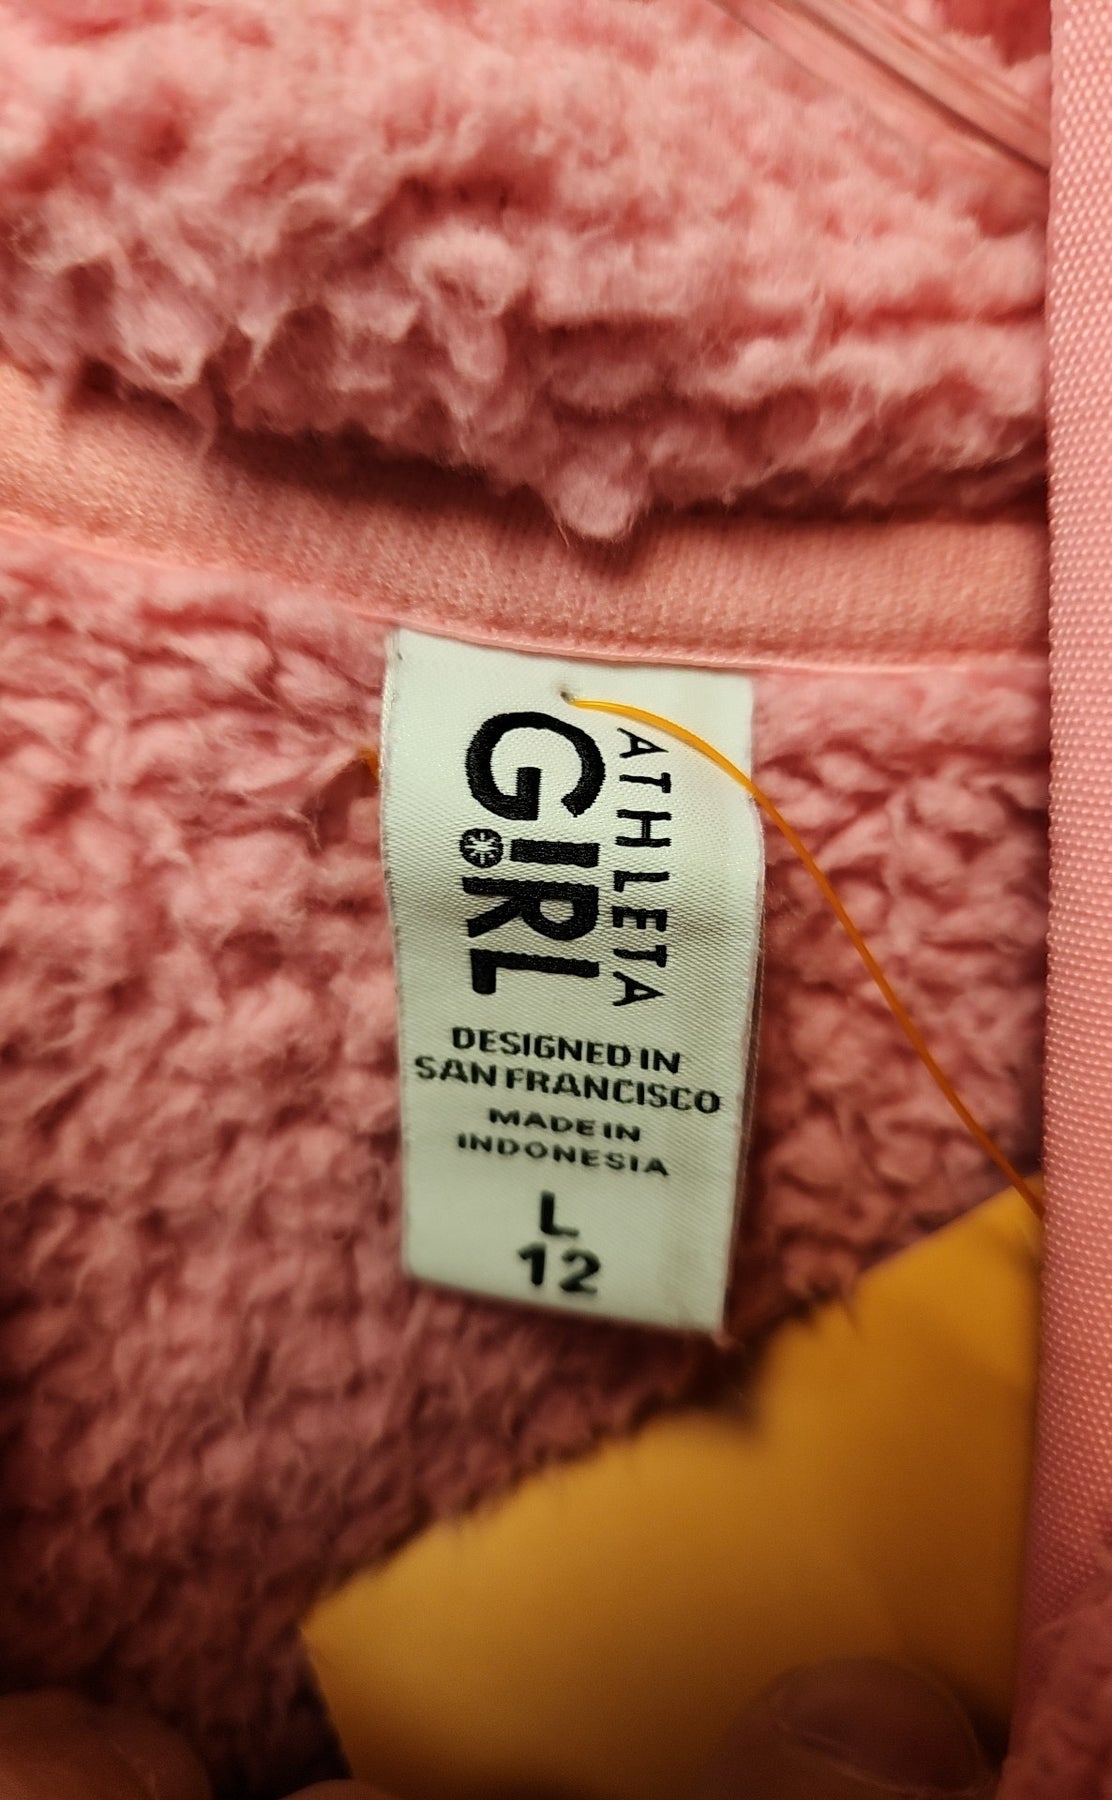 ATHLETA
GIRL
DESIGNED IN
SAN FRANCISCO
MADE IN
INDONESIA
L
12